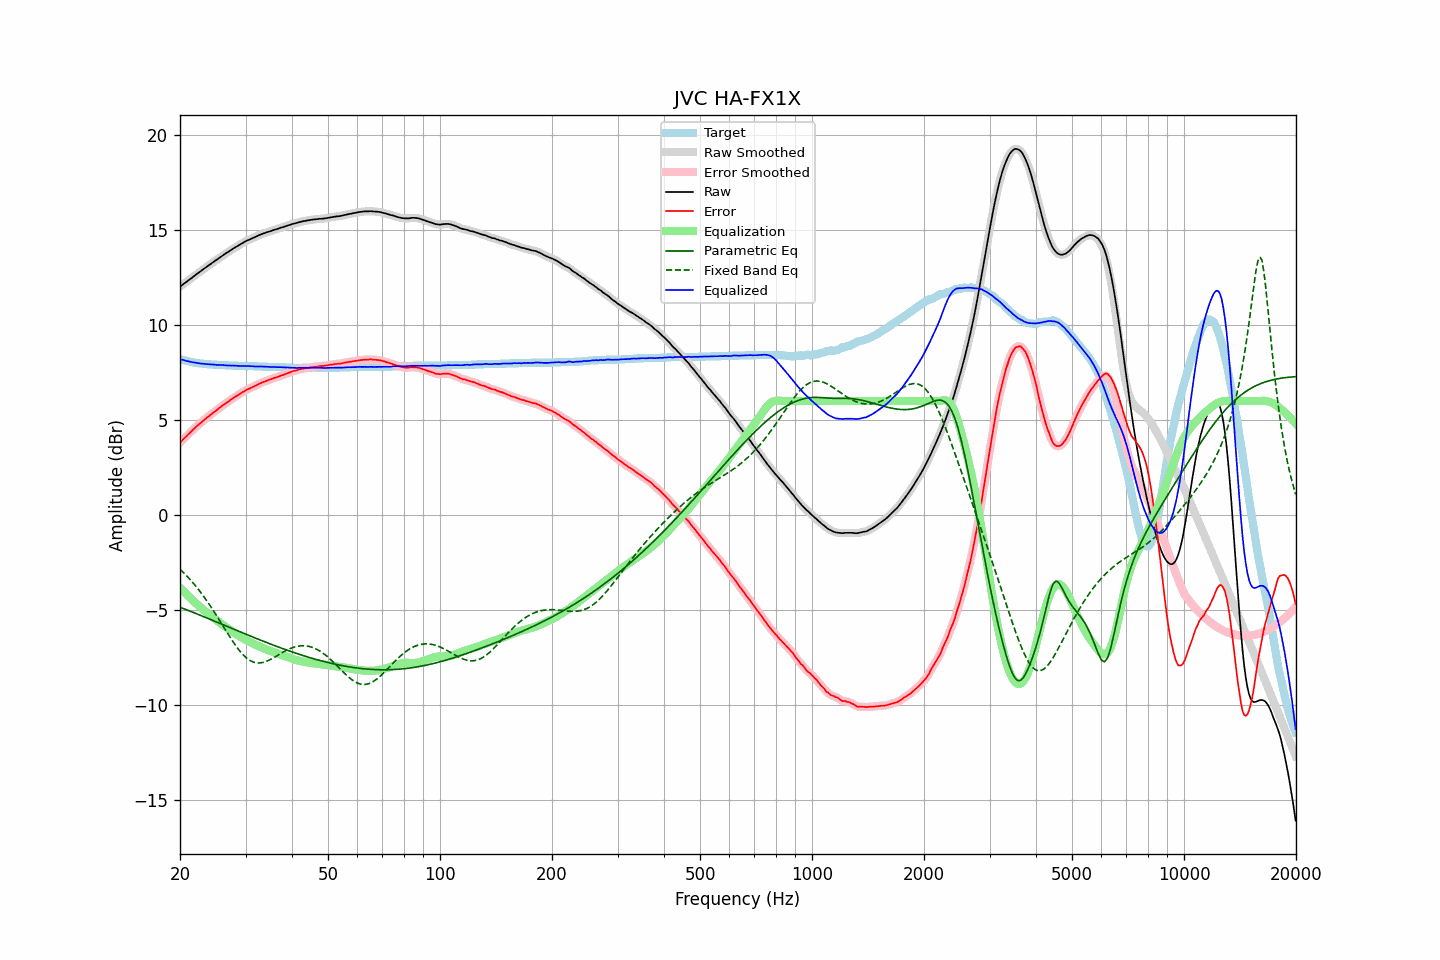 JVC HA-FX1X
Target
Raw Smoothed
Error Smoothed
Raw
Error
Equalization
Parametric Eq
Fixed Band Eq
Equalized
Amplitude (dBr)
20
15
10
5
0
−5
−10
−15
20
50
100
200
500
1000
2000
5000
10000
20000
Frequency (Hz)